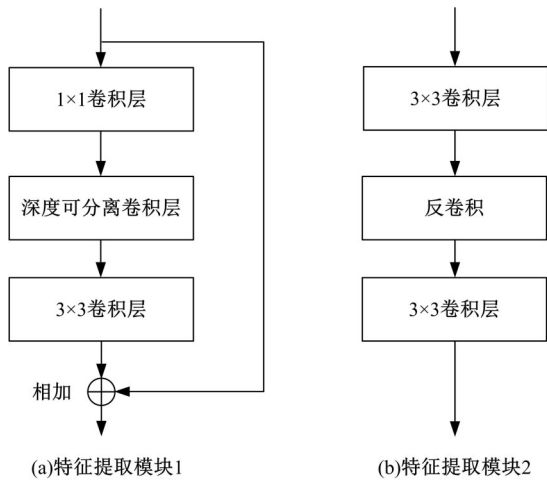 1×1卷积层
深度可分离卷积层
3×3卷积层
相加
(a)特征提取模块1
3×3卷积层
反卷积
3×3卷积层
(b)特征提取模块2